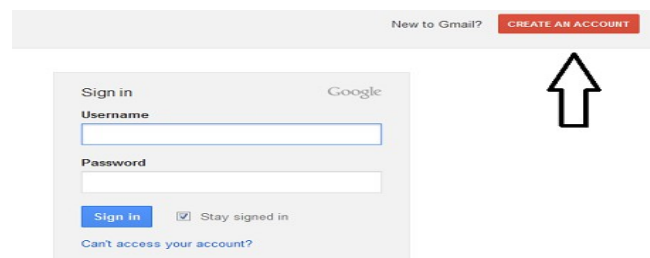 New to Gmail? CREATE AN ACCOUNT
Sign in Google
Username
Password
Sign in Stay signed in
Can't access your account?